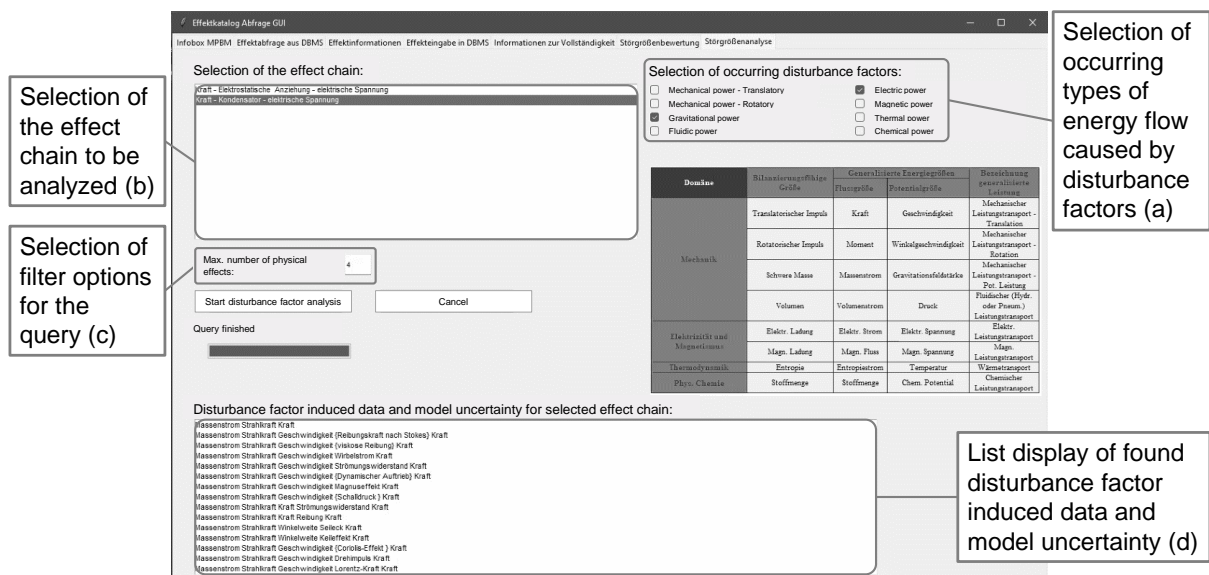 Effektkatalog Abfrage GUI
Infobox MPBM Effektabfrage aus DBMS Effektinformationen Effekteingabe in DBMS Informationen zur Vollständigkeit Störgrößenbewertung Störgrößenanalyse
Selection of the effect chain:
Kraft - Elektrostatische Anziehung - elektrische Spannung
Kraft - Kondensator - elektrische Spannung
Selection of
the effect
chain to be
analyzed (b)
Selection of occurring disturbance factors:
Mechanical power - Translatory
Mechanical power - Rotatory
Gravitational power
Fluidic power
Electric power
Magnetic power
Thermal power
Chemical power
Selection of
occurring
types of
energy flow
caused by
disturbance
factors (a)
Selection of
filter options
for the
query (c)
Max. number of physical
effects:
4
Start disturbance factor analysis
Cancel
Query finished
Domäne
Bilanzierungsfähige
Größe
Generalisierte Energiegrößen
Flussgröße
Potentialgröße
Bezeichnung
generalisierte
Leistung
Mechanik
Translatorischer Impuls
Kraft
Geschwindigkeit
Mechanischer
Leistungstransport -
Translation
Rotatorischer Impuls
Moment
Winkelgeschwindigkeit
Mechanischer
Leistungstransport -
Rotation
Schwere Masse
Massenstrom
Gravitationsfeldstärke
Mechanischer
Leistungstransport -
Pot. Leistung
Volumen
Volumenstrom
Druck
Fluidischer (Hydr.
oder Pneum.)
Leistungstransport
Elektrizität und
Magnetismus
Elektr. Ladung
Elektr. Strom
Elektr. Spannung
Elektr.
Leistungstransport
Magn. Ladung
Magn. Fluss
Magn. Spannung
Magn.
Leistungstransport
Thermodynamik
Entropie
Entropiestrom
Temperatur
Wärmetransport
Phys. Chemie
Stoffmenge
Stoffmenge
Chem. Potential
Chemischer
Leistungstransport
Disturbance factor induced data and model uncertainty for selected effect chain:
Massenstrom Strahlkraft Kraft
Massenstrom Strahlkraft Geschwindigkeit {Reibungskraft nach Stokes} Kraft
Massenstrom Strahlkraft Geschwindigkeit {viskose Reibung} Kraft
Massenstrom Strahlkraft Geschwindigkeit Wirbelstrom Kraft
Massenstrom Strahlkraft Geschwindigkeit Strömungswiderstand Kraft
Massenstrom Strahlkraft Geschwindigkeit {Dynamischer Auftrieb} Kraft
Massenstrom Strahlkraft Geschwindigkeit Magnuseffekt Kraft
Massenstrom Strahlkraft Geschwindigkeit {Schalldruck } Kraft
Massenstrom Strahlkraft Kraft Strömungswiderstand Kraft
Massenstrom Strahlkraft Kraft Reibung Kraft
Massenstrom Strahlkraft Winkelweite Seileck Kraft
Massenstrom Strahlkraft Winkelweite Keileffekt Kraft
Massenstrom Strahlkraft Geschwindigkeit {Coriolis-Effekt } Kraft
Massenstrom Strahlkraft Geschwindigkeit Drehimpuls Kraft
Massenstrom Strahlkraft Geschwindigkeit Lorentz-Kraft Kraft
List display of found
disturbance factor
induced data and
model uncertainty (d)